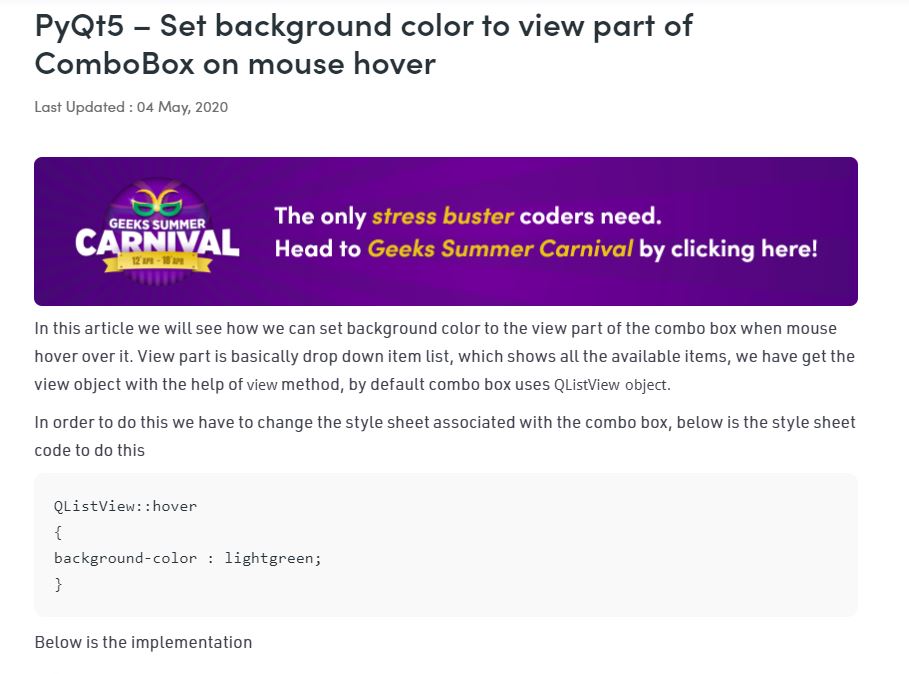 PyQt5 – Set background color to view part of
ComboBox on mouse hover
Last Updated : 04 May, 2020
GEEKS SUMMER
CARNIVAL
12 APR - 18 APR
The only stress buster coders need.
Head to Geeks Summer Carnival by clicking here!
In this article we will see how we can set background color to the view part of the combo box when mouse
hover over it. View part is basically drop down item list, which shows all the available items, we have get the
view object with the help of view method, by default combo box uses QListView object.
In order to do this we have to change the style sheet associated with the combo box, below is the style sheet
code to do this
QListView::hover
{
background-color : lightgreen;
}
Below is the implementation